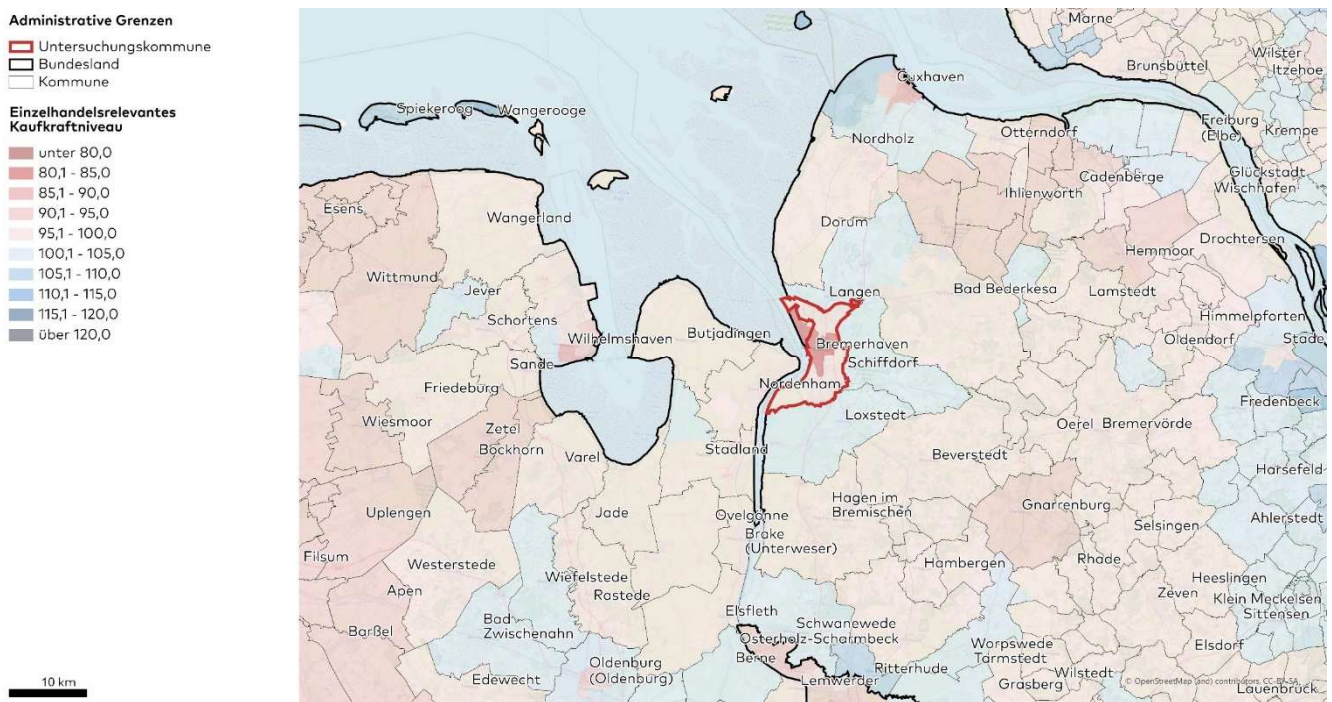 Administrative Grenzen
Untersuchungskommune
Bundesland
Kommune
Einzelhandelsrelevantes
Kaufkraftniveau
unter 80,0
80,1 - 85,0
85,1 - 90,0
90,1 - 95,0
95,1 - 100,0
100,1 - 105,0
105,1 - 110,0
110,1 - 115,0
115,1 - 120,0
über 120,0
10 km
Marne
Brunsbüttel
Wilster
Itzehoe
Cuxhaven
Spiekeroog
Wangerooge
Nordholz
Otterndorf
Freiburg
(Elbe)
Krempe
Cadenberge
Glückstadt
Wischhafen
Ihlienworth
Esens
Wangerland
Dorum
Drochtersen
Hemmoor
Wittmund
Jever
Langen
Bad Bederkesa
Lamstedt
Himmelpforten
Schortens
Wilhelmshaven
Butjadingen
Bremerhaven
Oldendorf
Stade
Sande
Schiffdorf
Friedeburg
Nordenham
Fredenbeck
Wiesmoor
Loxstedt
Zetel
Bockhorn
Oerel
Bremervörde
Varel
Stadland
Beverstedt
Harsefeld
Uplengen
Jade
Ovelgönne
Hagen im
Bremischen
Gnarrenburg
Ahlerstedt
Selsingen
Brake
(Unterweser)
Filsum
Westerstede
Wiefelstede
Hambergen
Rhade
Heeslingen
Apen
Rastede
Zeven
Klein Meckelsen
Sittensen
Elsfleth
Barßel
Bad
Zwischenahn
Schwanewede
Osterholz-Scharmbeck
Worpswede
Tarmstedt
Elsdorf
Oldenburg
(Oldenburg)
Berne
Ritterhude
Wilstedt
Edewecht
Lemwerder
Grasberg
Lauenbrück
© OpenStreetMap (and) contributors, CC-BY-SA